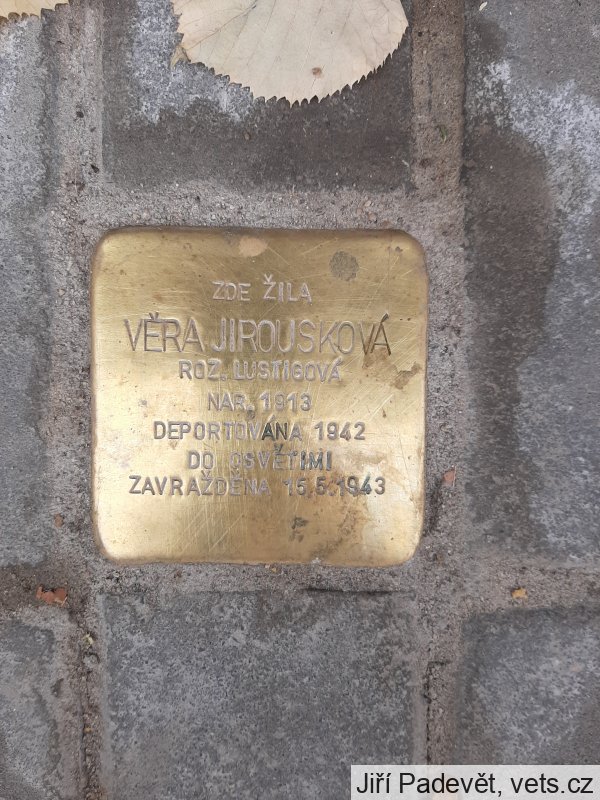 ZDE ŽILA
VĚRA JIROUSKOVÁ
ROZ. LUSTIGOVÁ
NAR. 1913
DEPORTOVÁNA 1942
DO OSVĚTIMI
ZAVRAŽDĚNA 15.5.1943
Jiří Padevět, vets.cz